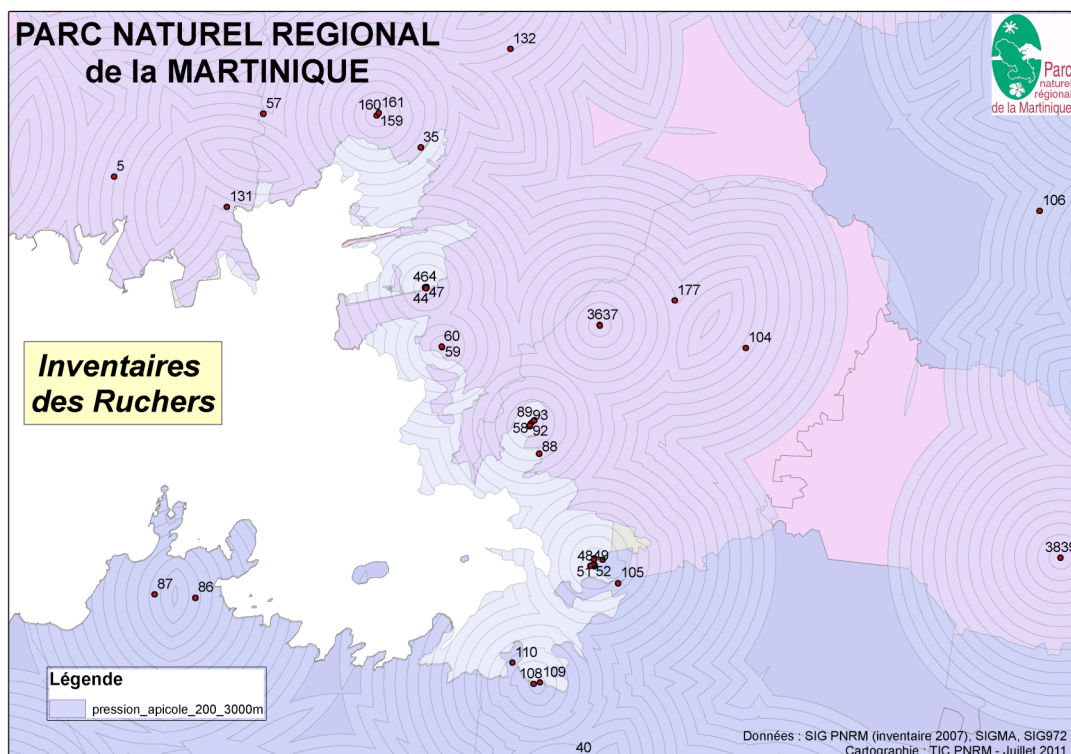 PARC NATUREL REGIONAL
de la MARTINIQUE
132
Parc
naturel
régional
de la Martinique
57
160
161
159
35
5
131
106
464
44
47
177
3637
60
59
104
Inventaires
des Ruchers
89
93
58
92
88
4849
51
52
105
3839
87
86
110
108
109
Légende
pression_apicole_200_3000m
40
Données : SIG PNRM (inventaire 2007), SIGMA, SIG972
Cartographie : TIC PNRM - Juillet 2011